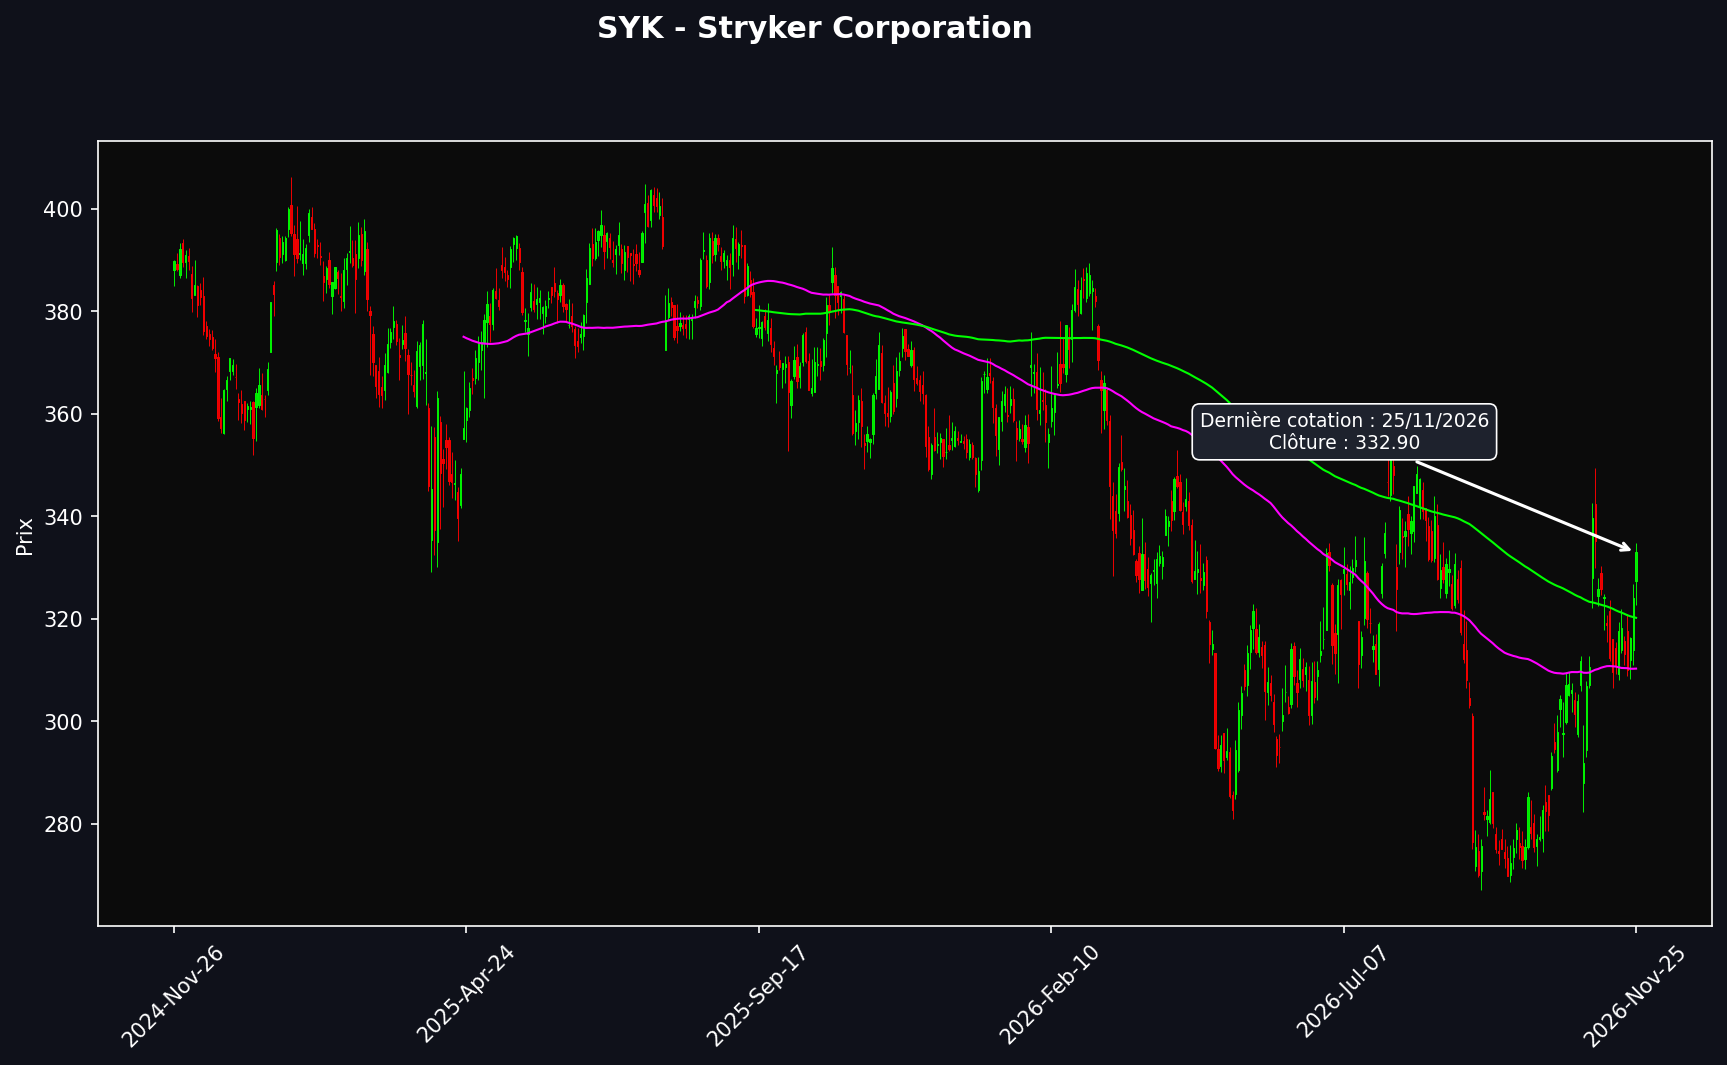 SYK - Stryker Corporation
Prix
400
380
360
340
320
300
280
Dernière cotation : 25/11/2026
Clôture : 332.90
2024-Nov-26
2025-Apr-24
2025-Sep-17
2026-Feb-10
2026-Jul-07
2026-Nov-25